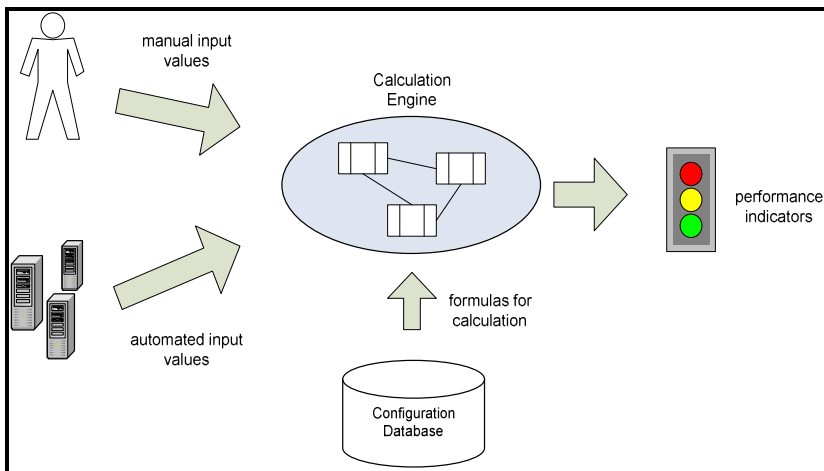 manual input
values
Calculation
Engine
performance
indicators
formulas for
calculation
automated input
values
Configuration
Database